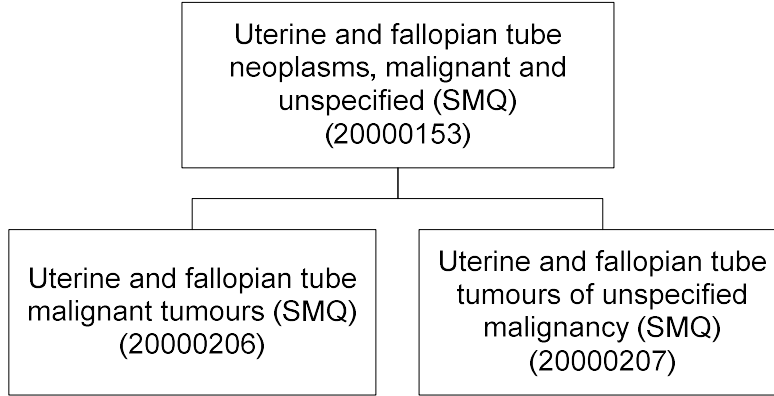 Uterine and fallopian tube
neoplasms, malignant and
unspecified (SMQ)
(20000153)
Uterine and fallopian tube
malignant tumours (SMQ)
(20000206)
Uterine and fallopian tube
tumours of unspecified
malignancy (SMQ)
(20000207)